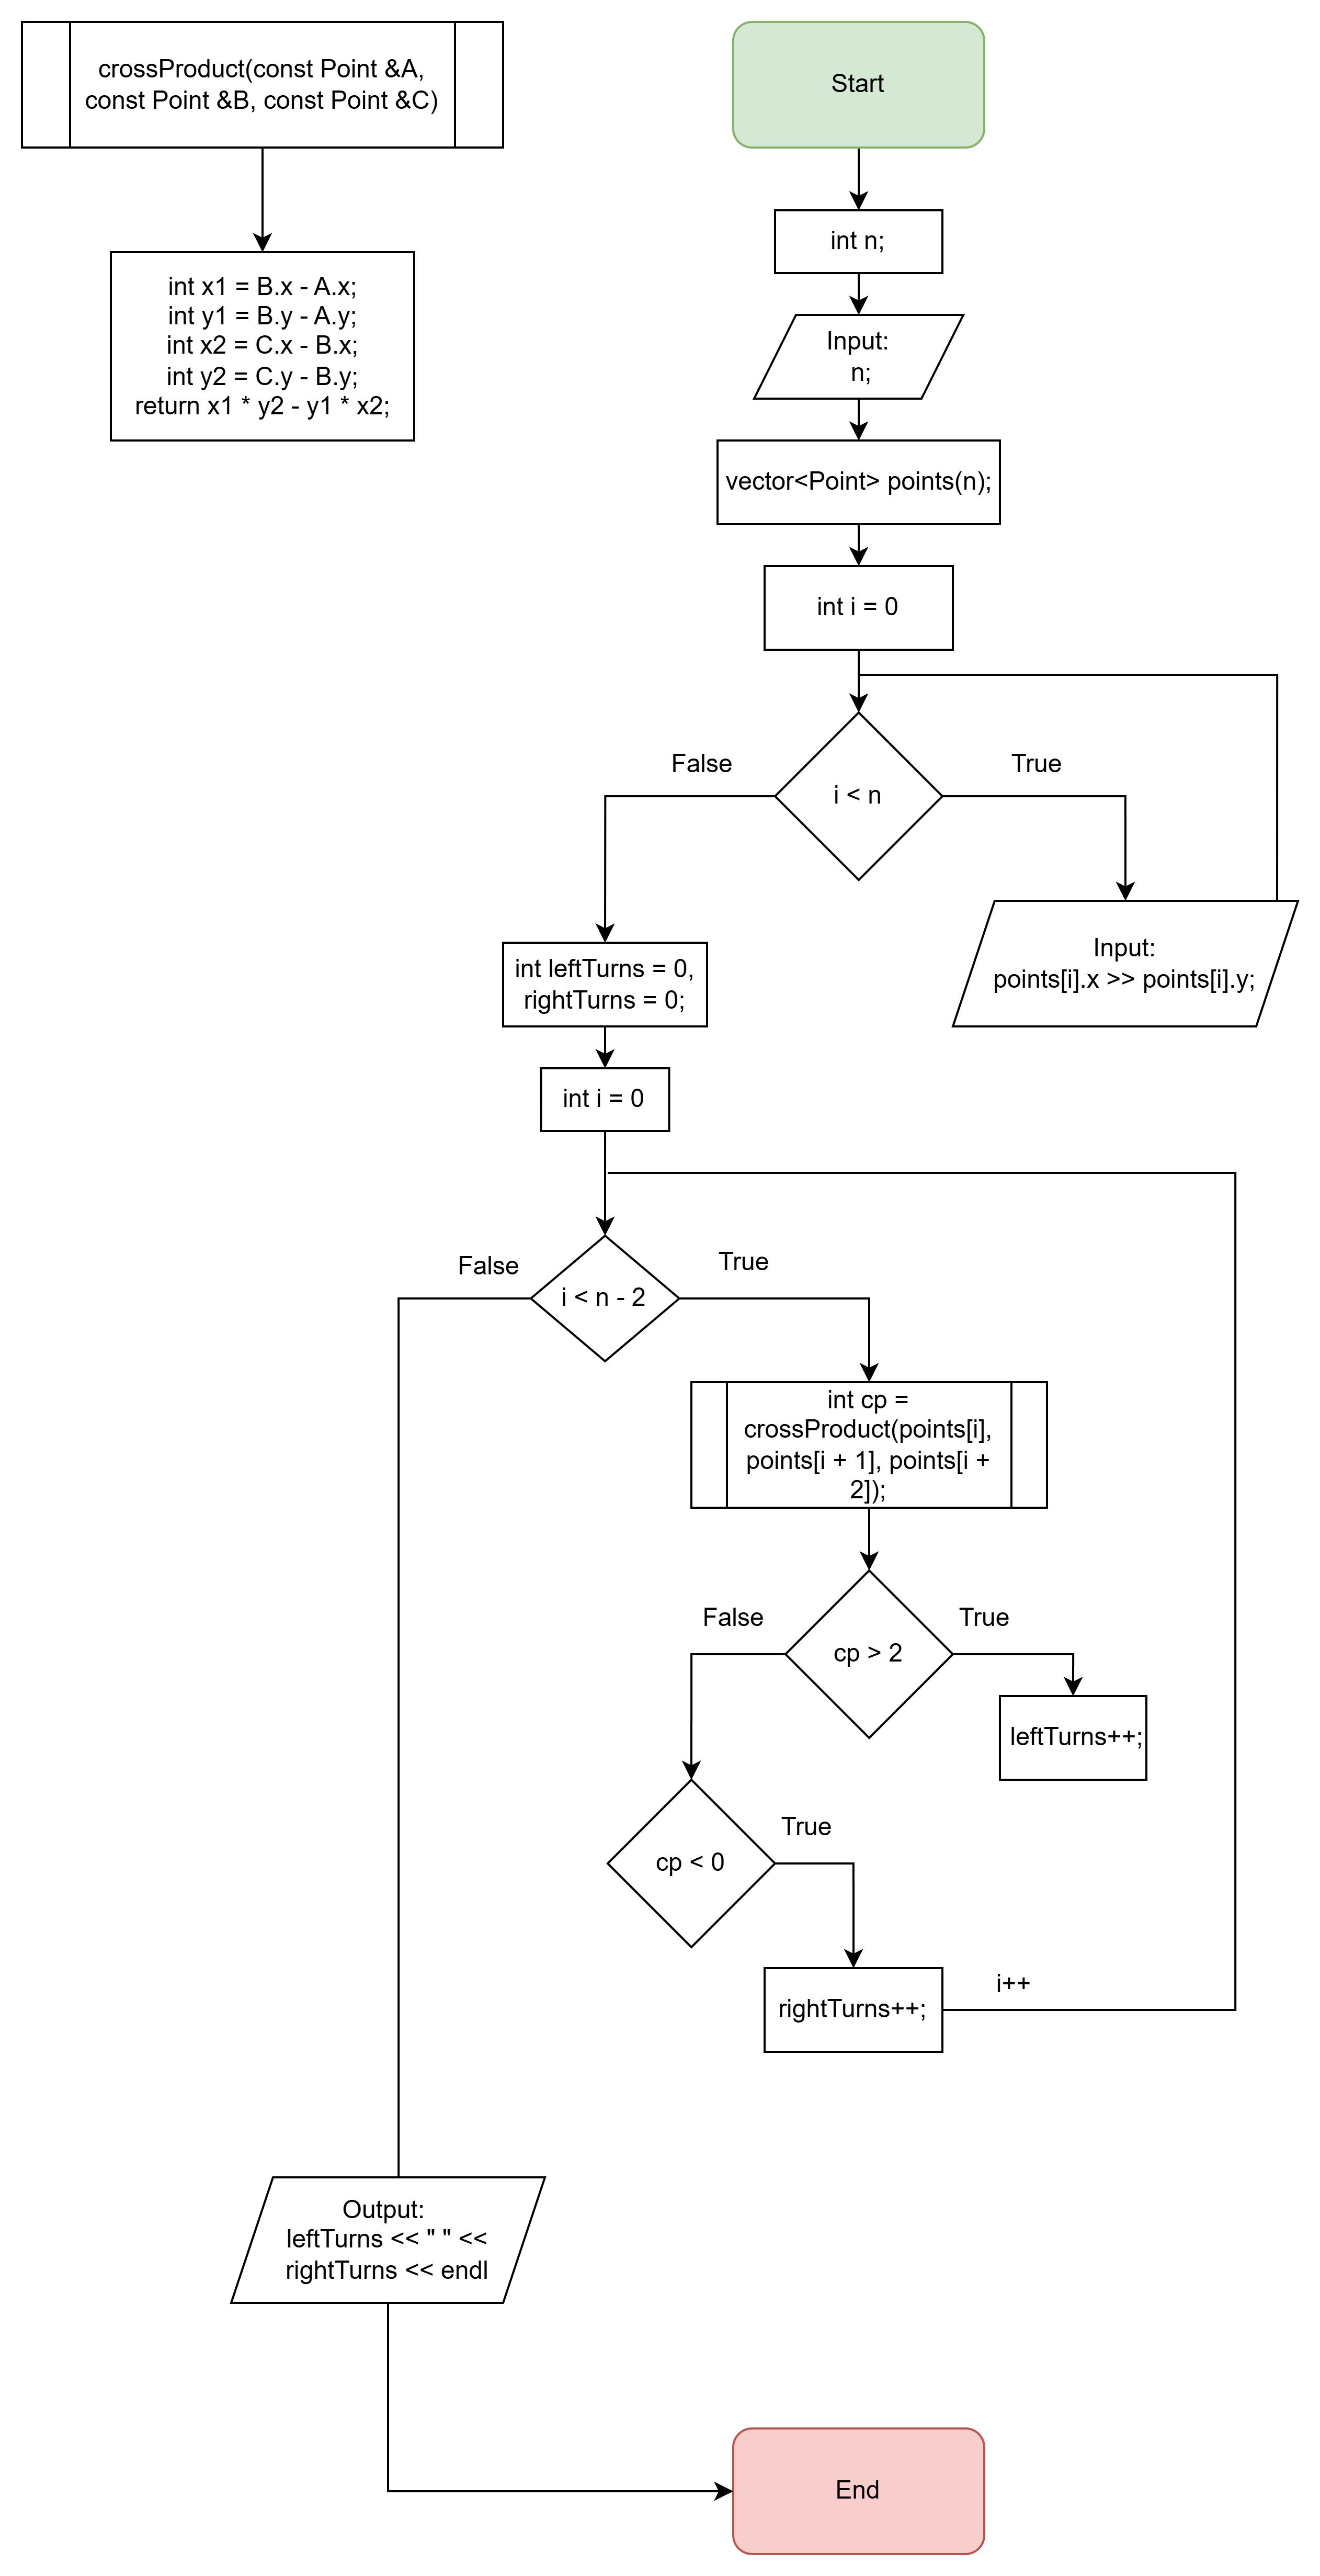 crossProduct(const Point &A,
const Point &B, const Point &C)
int x1 = B.x - A.x;
int y1 = B.y - A.y;
int x2 = C.x - B.x;
int y2 = C.y - B.y;
return x1 * y2 - y1 * x2;
Start
int n;
Input:
n;
vector<Point> points(n);
int i = 0
i < n
False
True
Input:
points[i].x >> points[i].y;
int leftTurns = 0,
rightTurns = 0;
int i = 0
i < n - 2
False
True
int cp =
crossProduct(points[i],
points[i + 1], points[i +
2]);
cp > 2
False
True
leftTurns++;
cp < 0
True
rightTurns++;
i++
Output:
leftTurns << " " <<
rightTurns << endl
End